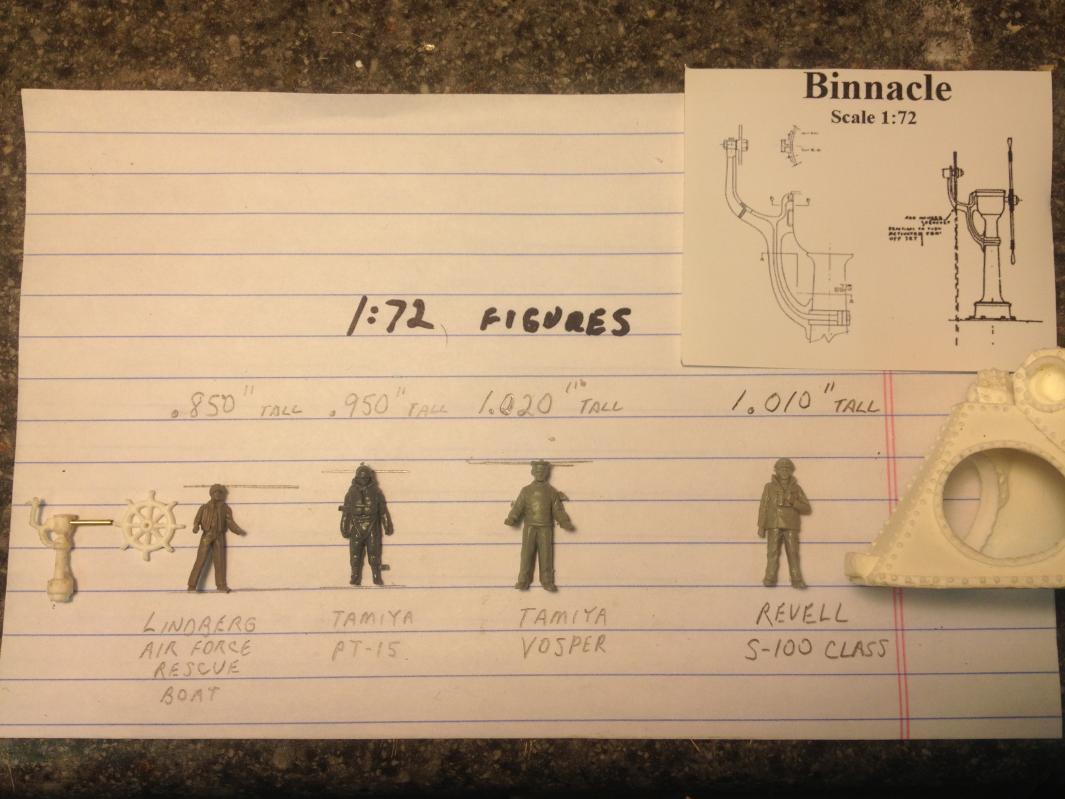 Binnacle
Scale 1:72
1:72 FIGURES
.850" TALL
.950" TALL
1.020" TALL
1.010" TALL
LINDBERG
AIR FORCE
RESCUE
BOAT
TAMIYA
PT-15
TAMIYA
VOSPER
REVELL
S-100 CLASS